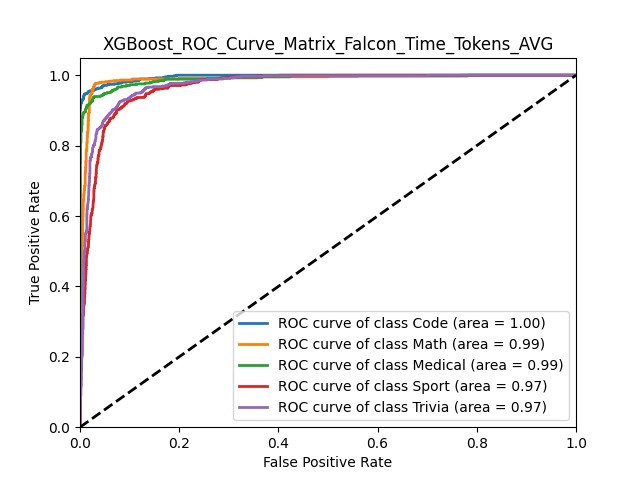 XGBoost_ROC_Curve_Matrix_Falcon_Time_Tokens_AVG
1.0
0.8
0.6
0.4
0.2
0.0
True Positive Rate
ROC curve of class Code (area = 1.00)
ROC curve of class Math (area = 0.99)
ROC curve of class Medical (area = 0.99)
ROC curve of class Sport (area = 0.97)
ROC curve of class Trivia (area = 0.97)
0.0 0.2 0.4 0.6 0.8 1.0
False Positive Rate